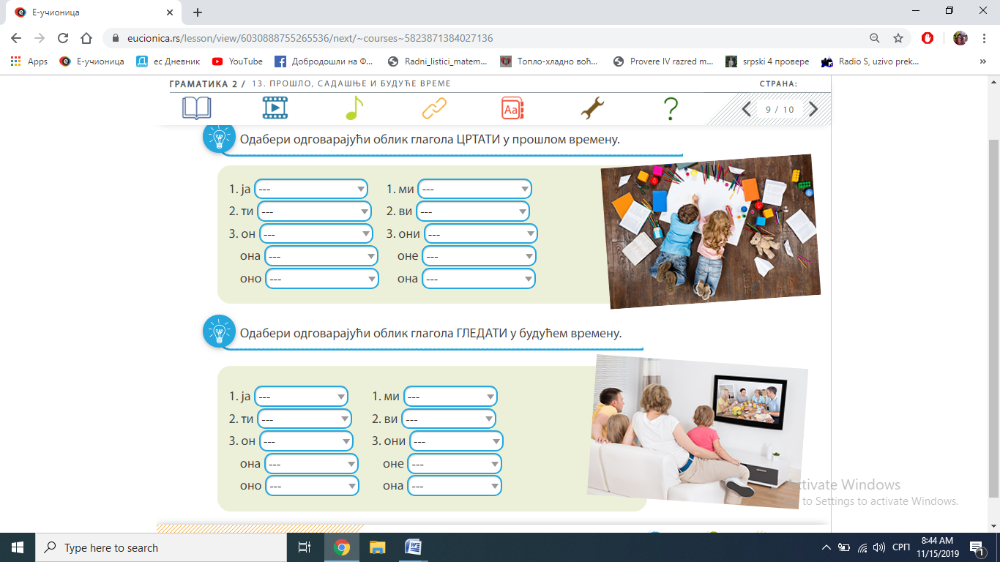 Е-учионица
eucionica.rs/lesson/view/6030888755265536/next/~courses~5823871384027136
Apps Е-учионица ес Дневник YouTube Добродошли на Ф... Radni_listici_matem... Топло-хладно воћ... Provere IV razred m... srpski 4 провере Radio S, uzivo prek... »
ГРАМАТИКА 2 / 13. ПРОШЛО, САДАШЊЕ И БУДУЋЕ ВРЕМЕ СТРАНА:
Aa ? 9 / 10
Одабери одговарајући облик глагола ЦРТАТИ у прошлом времену.
1. ја --- 1. ми ---
2. ти --- 2. ви ---
3. он --- 3. они ---
она --- оне ---
оно --- она ---
Одабери одговарајући облик глагола ГЛЕДАТИ у будућем времену.
1. ја --- 1. ми ---
2. ти --- 2. ви ---
3. он --- 3. они ---
она --- оне ---
оно --- она ---
Windows
to Settings to activate Windows.
Type here to search
СРП
8:44 AM
11/15/2019
1